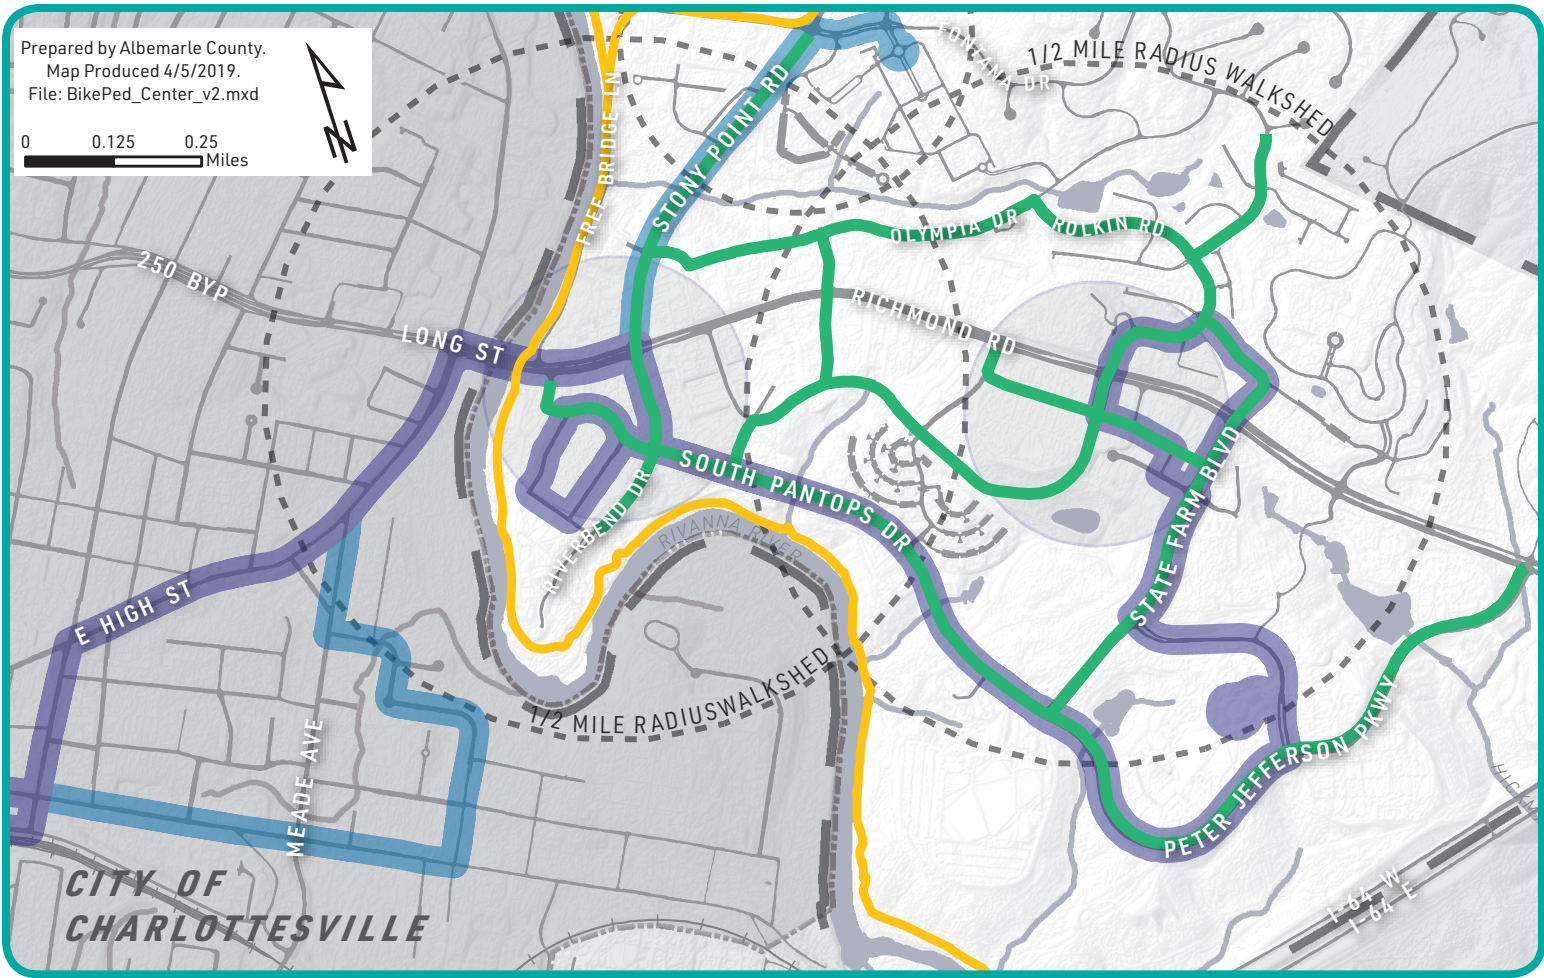 Prepared by Albemarle County.
Map Produced 4/5/2019.
File: BikePed_Center_v2.mxd
0 0.125 0.25
Miles
N
FONTANA DR
1/2 MILE RADIUS WALKSHED
FREE BRIDGE LN
STONY POINT RD
OLYMPIA DR
ROLKIN RD
250 BYP
RICHMOND RD
LONG ST
SOUTH PANTOPS DR
STATE FARM BLVD
RIVERBEND DR
RIVANNA RIVER
E HIGH ST
1/2 MILE RADIUS WALKSHED
MEADE AVE
PETER JEFFERSON PKWY
HICKM
I-64 W
I-64 E
CITY OF
CHARLOTTESVILLE